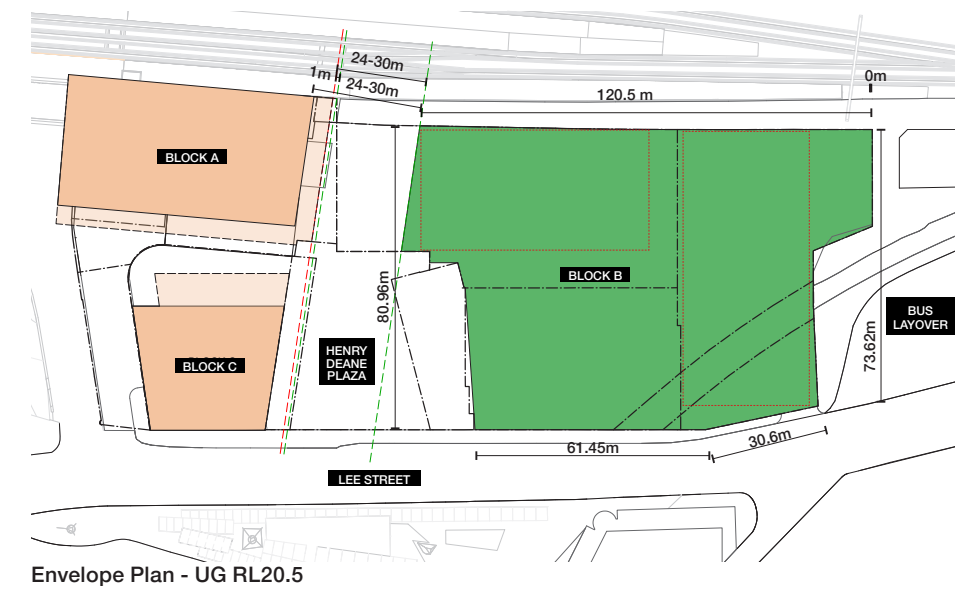 24-30m
1m
24-30m
0m
120.5 m
BLOCK A
BLOCK B
80.96m
73.62m
BUS
LAYOVER
HENRY
DEANE
PLAZA
BLOCK C
61.45m
30.6m
LEE STREET
Envelope Plan - UG RL20.5